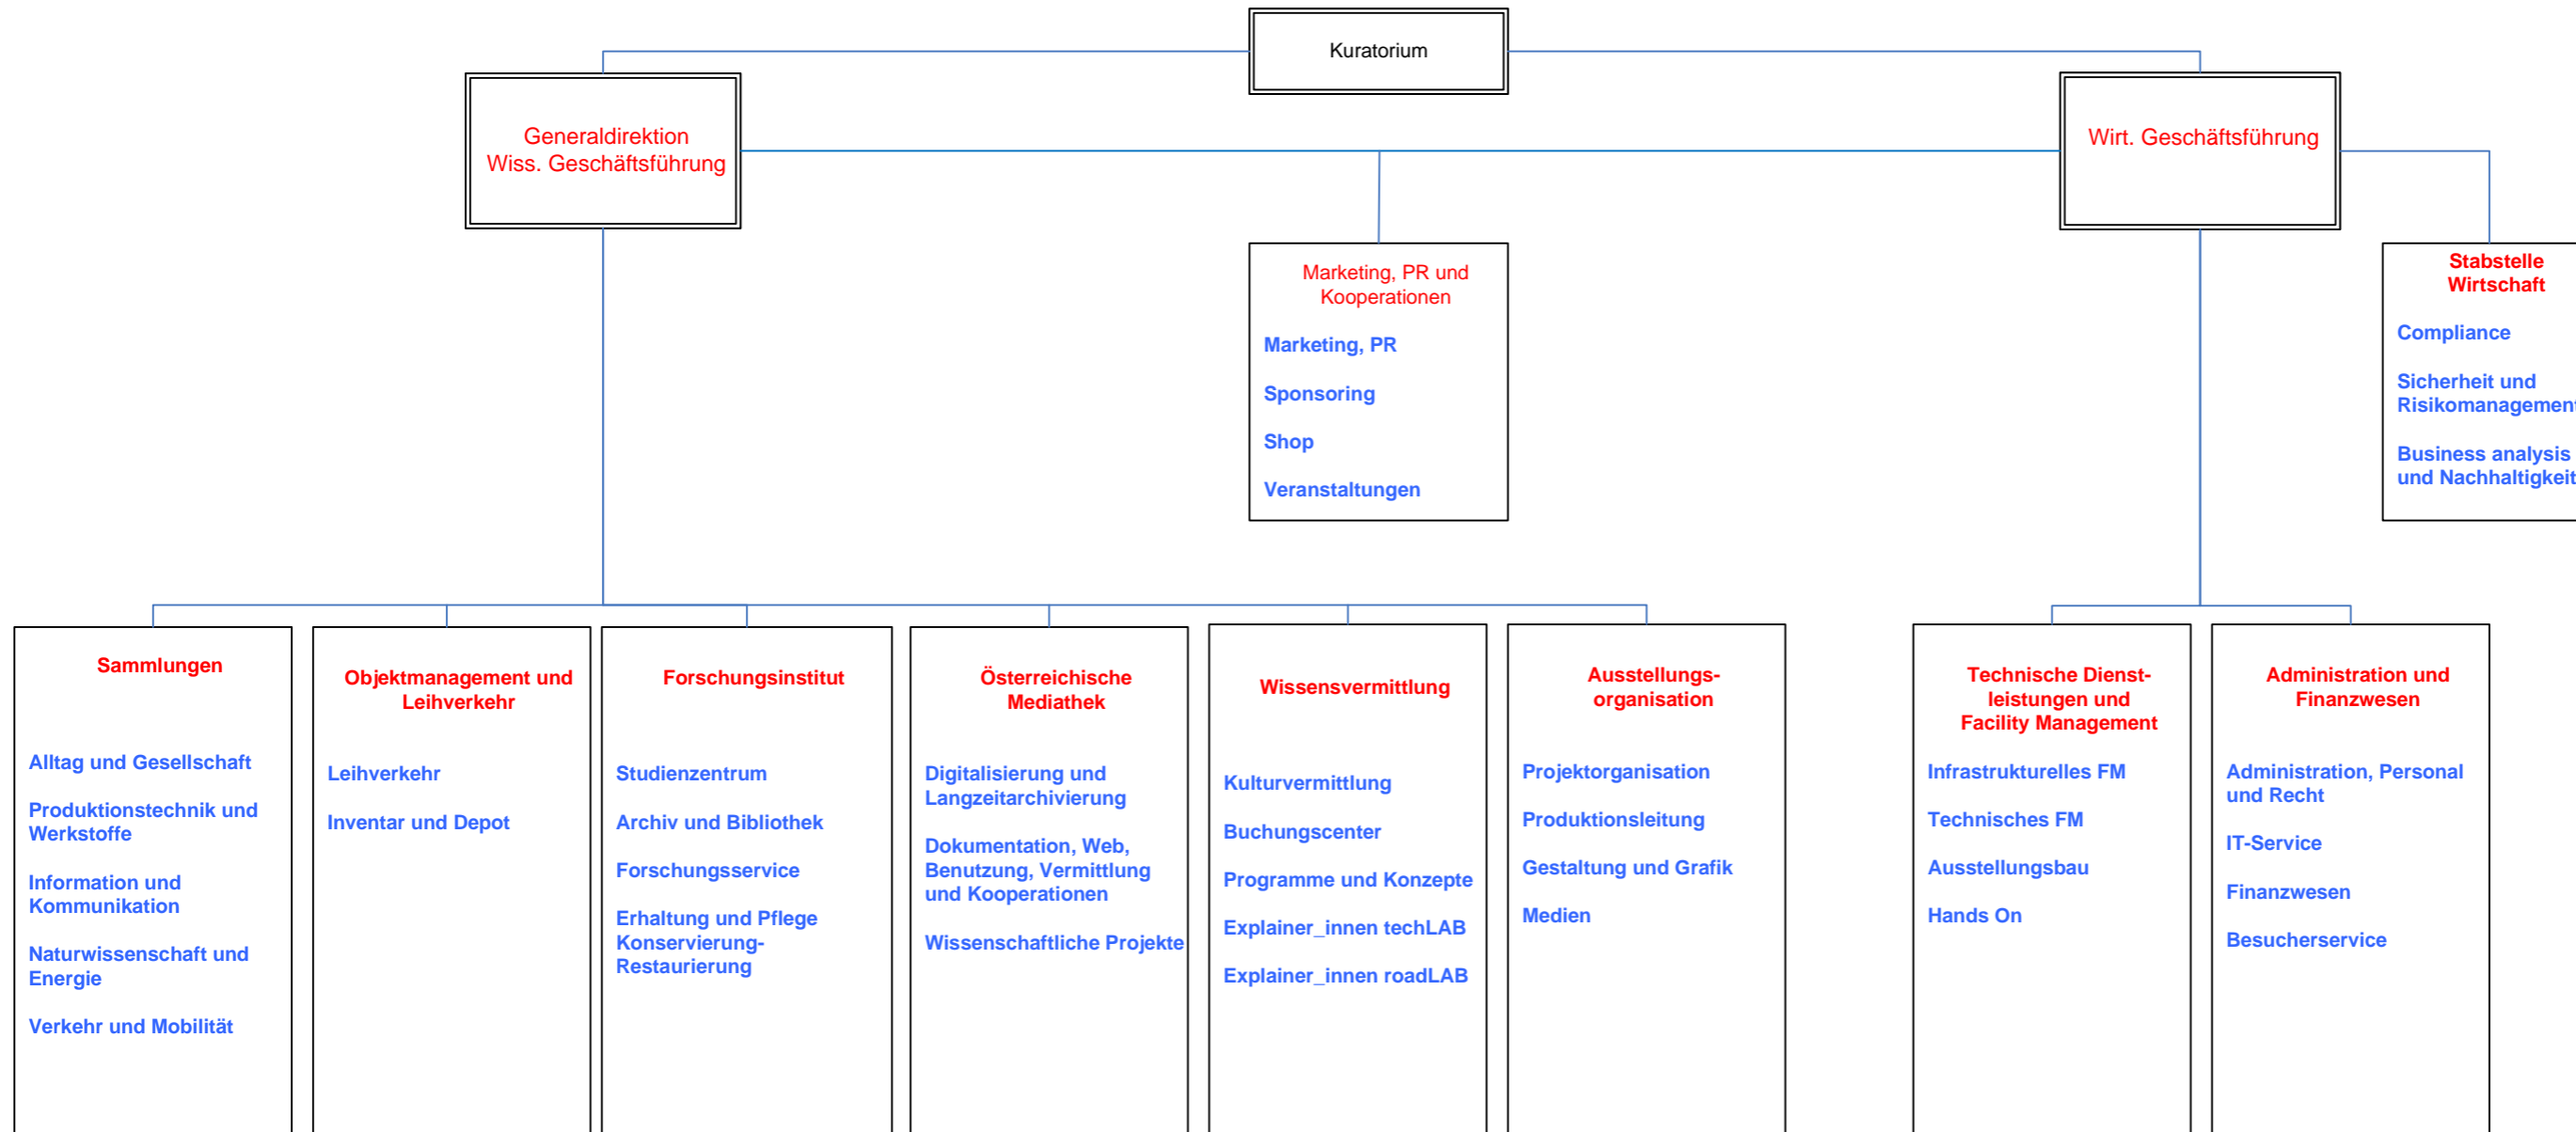 Kuratorium
Generaldirektion
Wiss. Geschäftsführung
Wirt. Geschäftsführung
Marketing, PR und
Kooperationen
Marketing, PR
Sponsoring
Shop
Veranstaltungen
Stabstelle
Wirtschaft
Compliance
Sicherheit und
Risikomanagement
Business analysis
und Nachhaltigkeit
Sammlungen
Alltag und Gesellschaft
Produktionstechnik und
Werkstoffe
Information und
Kommunikation
Naturwissenschaft und
Energie
Verkehr und Mobilität
Objektmanagement und
Leihverkehr
Leihverkehr
Inventar und Depot
Forschungsinstitut
Studienzentrum
Archiv und Bibliothek
Forschungsservice
Erhaltung und Pflege
Konservierung-
Restaurierung
Österreichische
Mediathek
Digitalisierung und
Langzeitarchivierung
Dokumentation, Web,
Benutzung, Vermittlung
und Kooperationen
Wissenschaftliche Projekte
Wissensvermittlung
Kulturvermittlung
Buchungscenter
Programme und Konzepte
Explainer_innen techLAB
Explainer_innen roadLAB
Ausstellungs-
organisation
Projektorganisation
Produktionsleitung
Gestaltung und Grafik
Medien
Technische Dienst-
leistungen und
Facility Management
Infrastrukturelles FM
Technisches FM
Ausstellungsbau
Hands On
Administration und
Finanzwesen
Administration, Personal
und Recht
IT-Service
Finanzwesen
Besucherservice